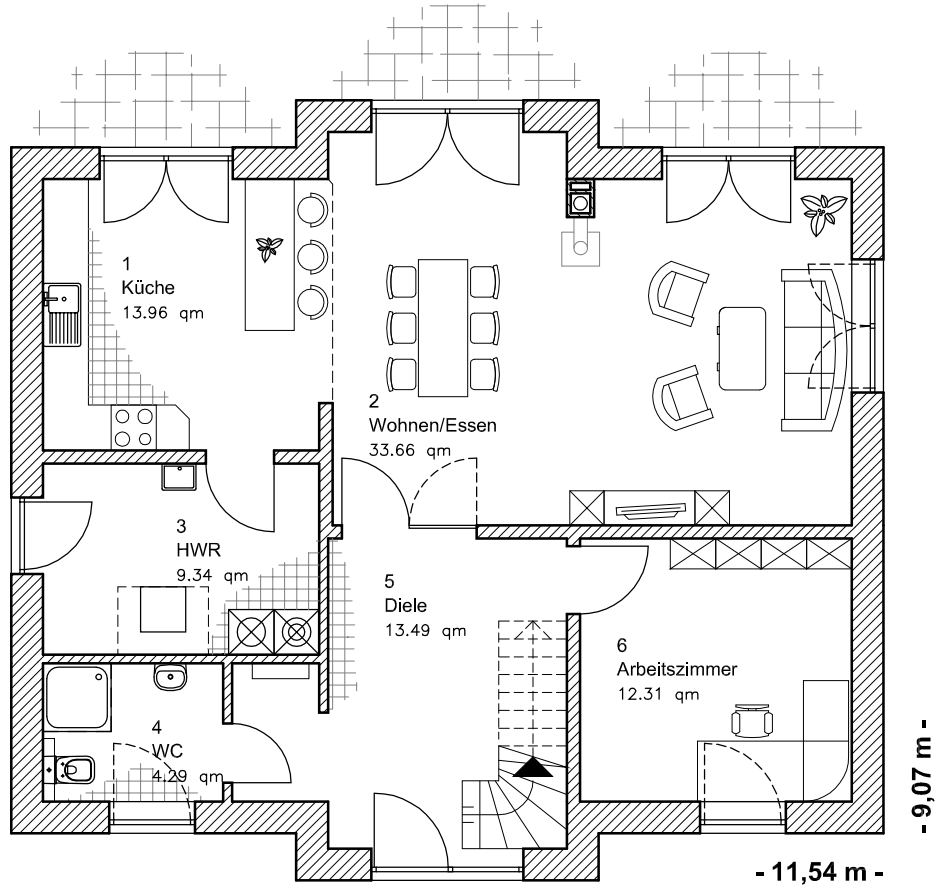 1
Küche
13.96 qm
2
Wohnen/Essen
33.66 qm
3
HWR
9.34 qm
4
WC
4.29 qm
5
Diele
13.49 qm
6
Arbeitszimmer
12.31 qm
- 9,07 m -
- 11,54 m -